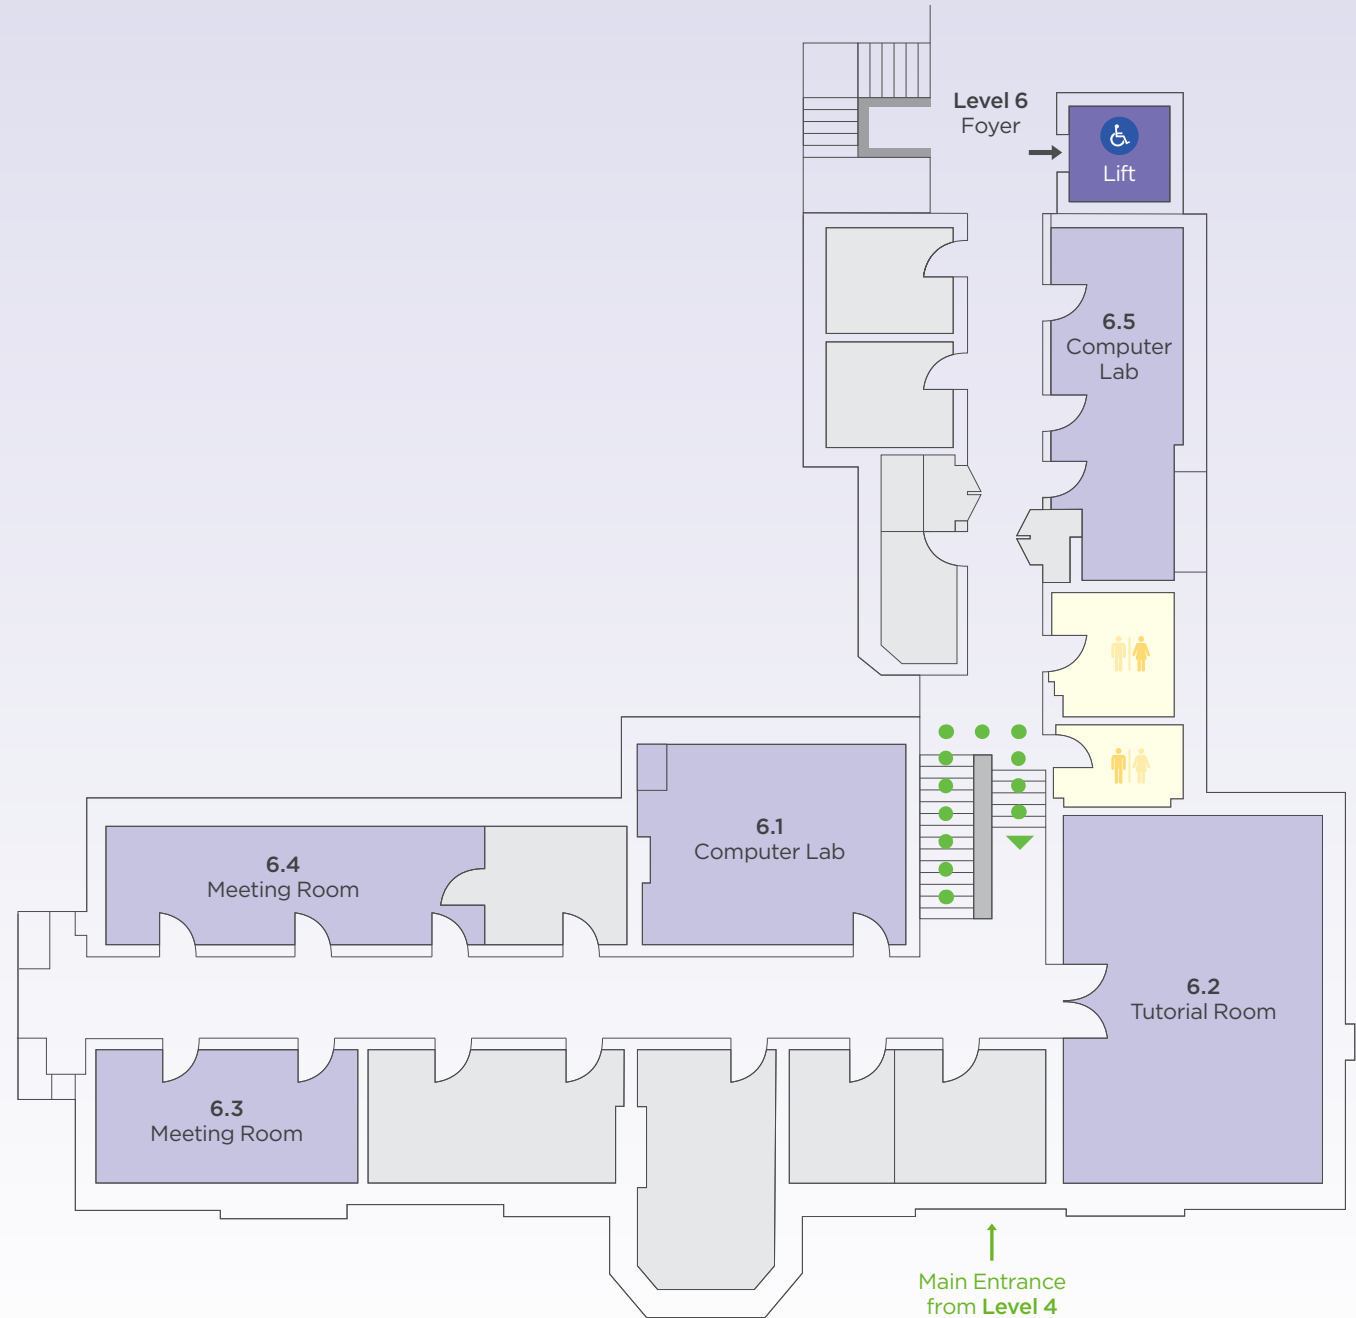 Level 6
Foyer
Lift
6.5
Computer
Lab
6.1
Computer Lab
6.4
Meeting Room
6.2
Tutorial Room
6.3
Meeting Room
Main Entrance
from Level 4